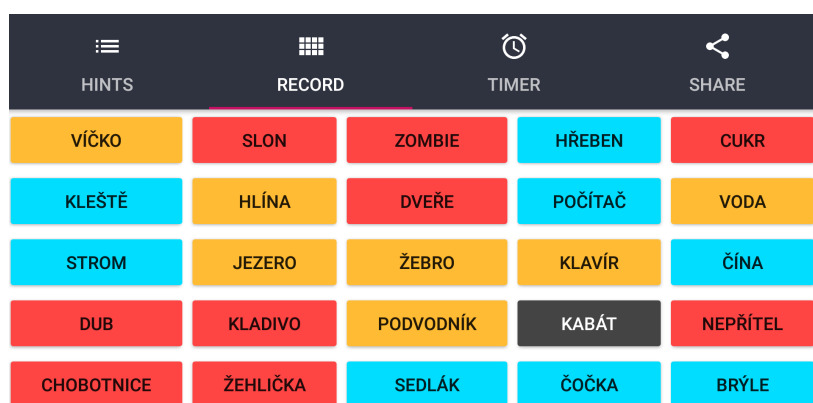 HINTS RECORD TIMER SHARE
VÍČKO SLON ZOMBIE HŘEBEN CUKR
KLEŠTĚ HLÍNA DVEŘE POČÍTAČ VODA
STROM JEZERO ŽEBRO KLAVÍR ČÍNA
DUB KLADIVO PODVODNÍK KABÁT NEPŘÍTEL
CHOBOTNICE ŽEHLIČKA SEDLÁK ČOČKA BRÝLE